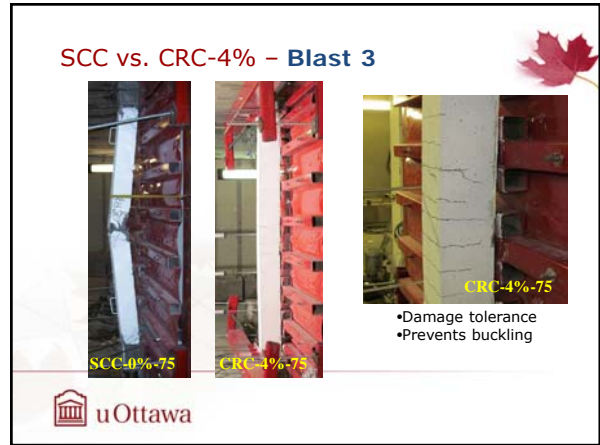 SCC vs. CRC-4% – Blast 3
SCC-0%-75
CRC-4%-75
CRC-4%-75
•Damage tolerance
•Prevents buckling
uOttawa